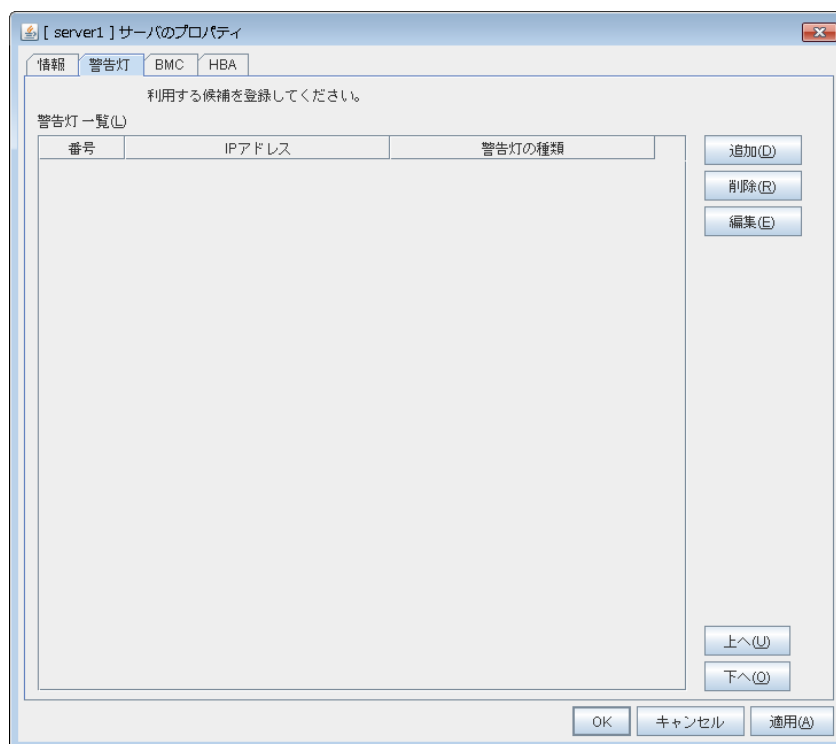 [ server1 ] サーバのプロパティ
情報 警告灯 BMC HBA
利用する候補を登録してください。
警告灯 一覧(L)
番号 IPアドレス 警告灯の種類
追加(D)
削除(R)
編集(E)
上へ(U)
下へ(O)
OK キャンセル 適用(A)